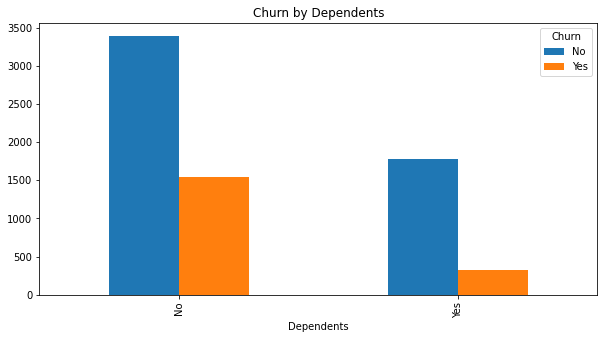 Churn by Dependents
3500
3000
2500
2000
1500
1000
500
0
Churn
No
Yes
No
Yes
Dependents